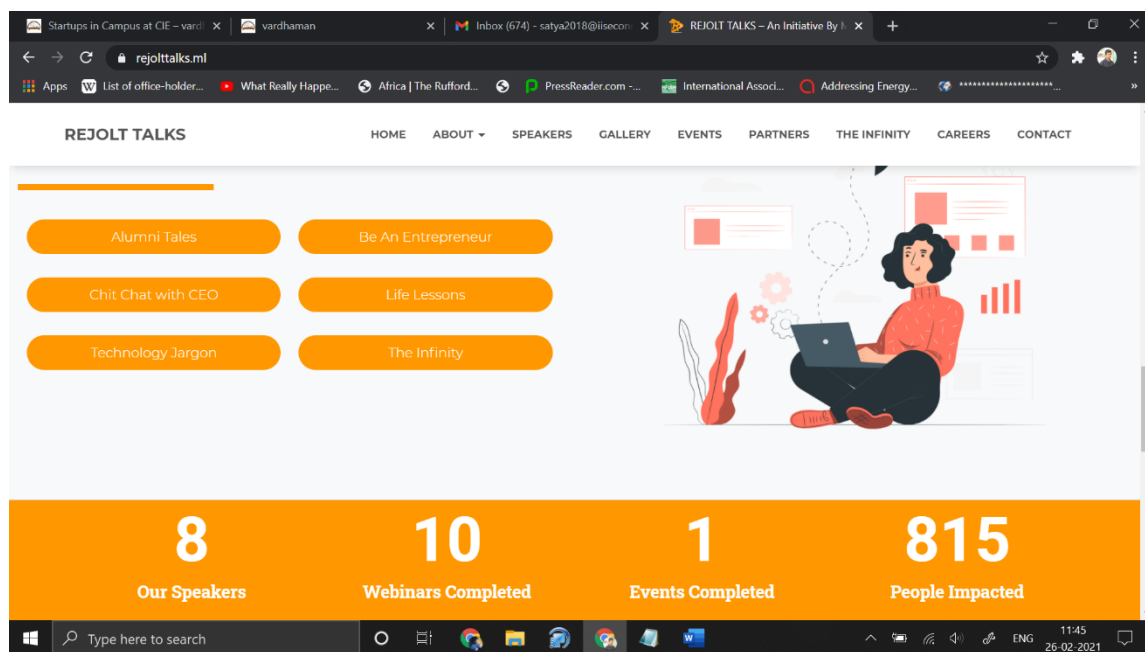 Startups in Campus at CIE – vard
vardhaman
Inbox (674) - satya2018@iisecon
REJOLT TALKS – An Initiative By
rejolttalks.ml
Apps
List of office-holder...
What Really Happe...
Africa | The Rufford...
PressReader.com -...
International Associ...
Addressing Energy...
*********************...
»
REJOLT TALKS
HOME ABOUT SPEAKERS GALLERY EVENTS PARTNERS THE INFINITY CAREERS CONTACT
Alumni Tales
Be An Entrepreneur
Chit Chat with CEO
Life Lessons
Technology Jargon
The Infinity
8
Our Speakers
10
Webinars Completed
1
Events Completed
815
People Impacted
Type here to search
ENG
11:45
26-02-2021